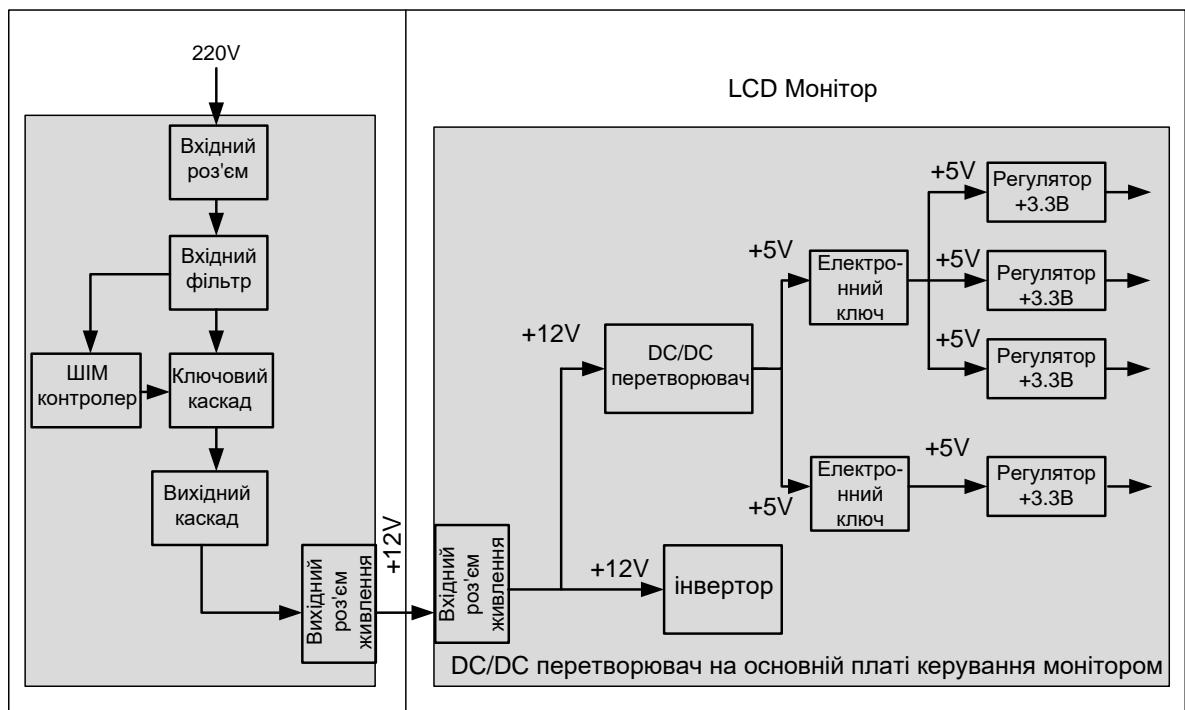 220V
Вхідний
роз'єм
Вхідний
фільтр
ШІМ
контролер
Ключовий
каскад
Вихідний
каскад
Вихідний
роз'єм
живлення
+12V
LCD Монітор
Вхідний
роз'єм
живлення
+12V
DC/DC
перетворювач
+12V
інвертор
+5V
Електро-
нний
ключ
+5V
Регулятор
+3.3В
+5V
Регулятор
+3.3В
+5V
Регулятор
+3.3В
+5V
Електро-
нний
ключ
+5V
Регулятор
+3.3В
DC/DC перетворювач на основній платі керування монітором